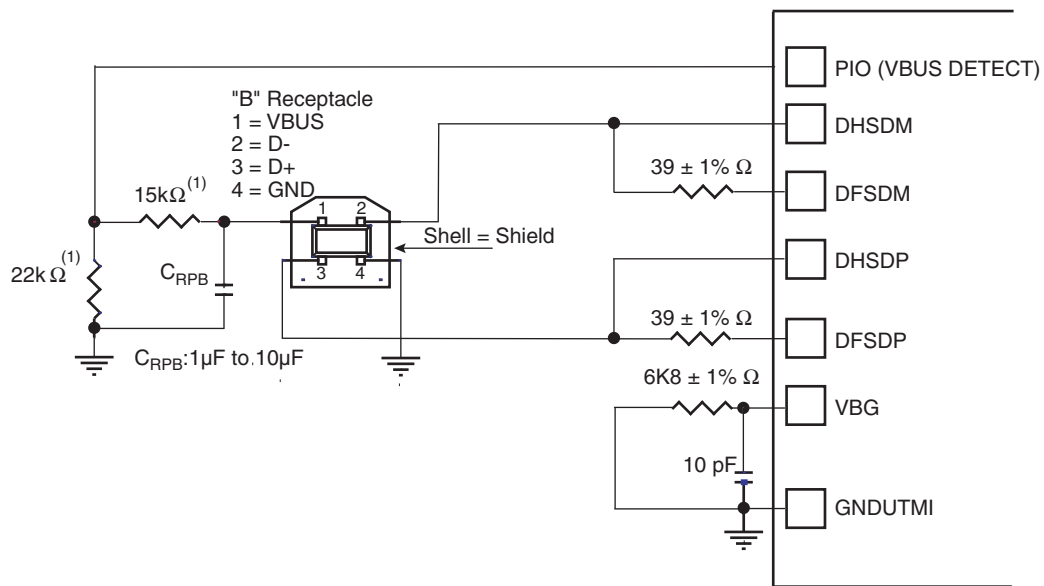 PIO (VBUS DETECT)
"B" Receptacle
1 = VBUS
2 = D-
3 = D+
4 = GND
DHSDM
39 ± 1% Ω
DFSDM
15kΩ(1)
1 2
Shell = Shield
3 4
DHSDP
22k Ω(1)
CRPB
39 ± 1% Ω
DFSDP
CRPB:1µF to 10µF
6K8 ± 1% Ω
VBG
10 pF
GNDUTMI